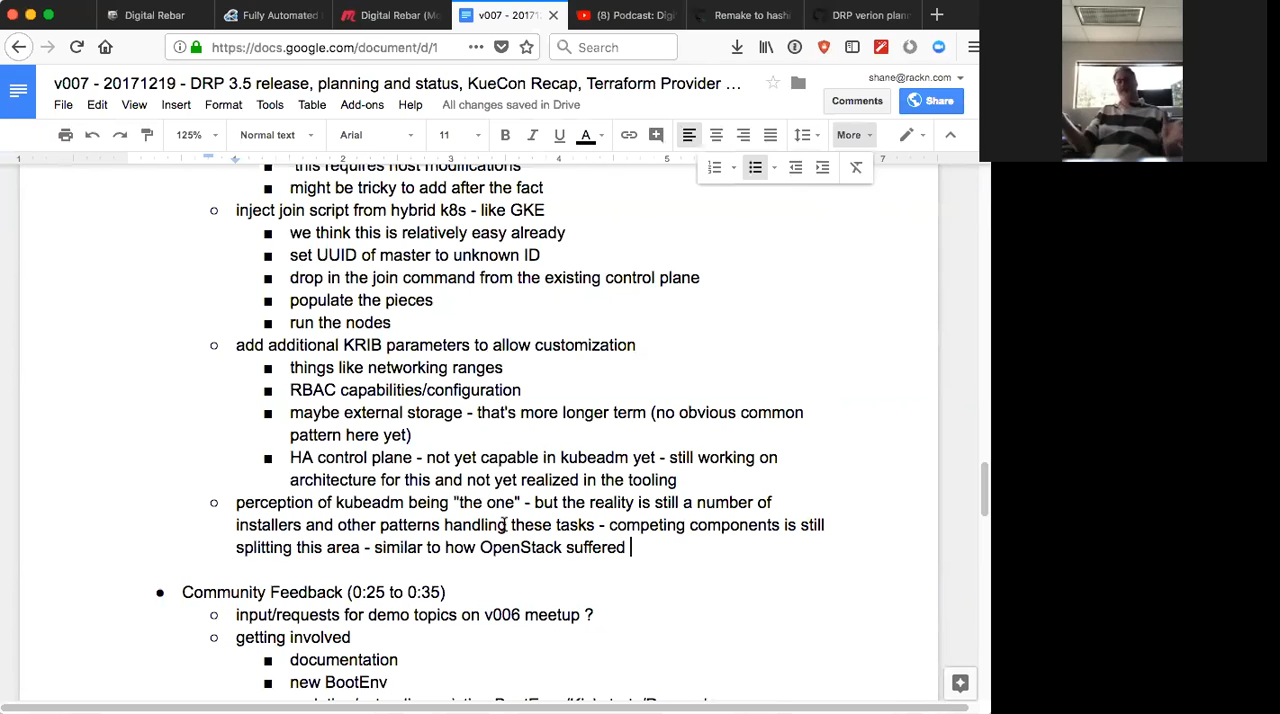 Digital Rebar
Fully Automated
Digital Rebar (Mo
v007 - 20171
(8) Podcast: Digi
Remake to hashi
DRP verion plann
https://docs.google.com/document/d/1
Search
v007 - 20171219 - DRP 3.5 release, planning and status, KueCon Recap, Terraform Provider ...
shane@rackn.com
File Edit View Insert Format Tools Table Add-ons Help All changes saved in Drive
Comments
Share
125% Normal text Arial 11 B I U A More
1 2 3 4 5 7
this requires host modifications
might be tricky to add after the fact
inject join script from hybrid k8s - like GKE
we think this is relatively easy already
set UUID of master to unknown ID
drop in the join command from the existing control plane
populate the pieces
run the nodes
add additional KRIB parameters to allow customization
things like networking ranges
RBAC capabilities/configuration
maybe external storage - that's more longer term (no obvious common
pattern here yet)
HA control plane - not yet capable in kubeadm yet - still working on
architecture for this and not yet realized in the tooling
perception of kubeadm being "the one" - but the reality is still a number of
installers and other patterns handling these tasks - competing components is still
splitting this area - similar to how OpenStack suffered
Community Feedback (0:25 to 0:35)
input/requests for demo topics on v006 meetup ?
getting involved
documentation
new BootEnv